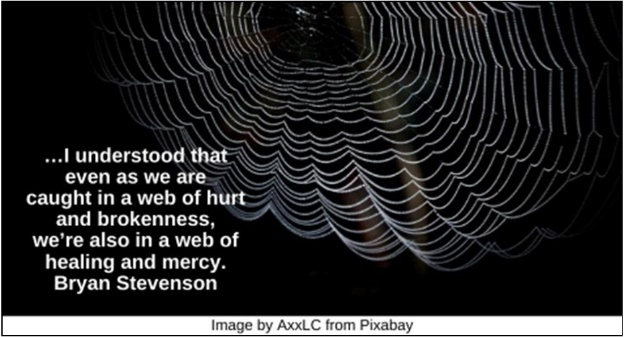 …I understood that
even as we are
caught in a web of hurt
and brokenness,
we’re also in a web of
healing and mercy.
Bryan Stevenson
Image by AxxLC from Pixabay